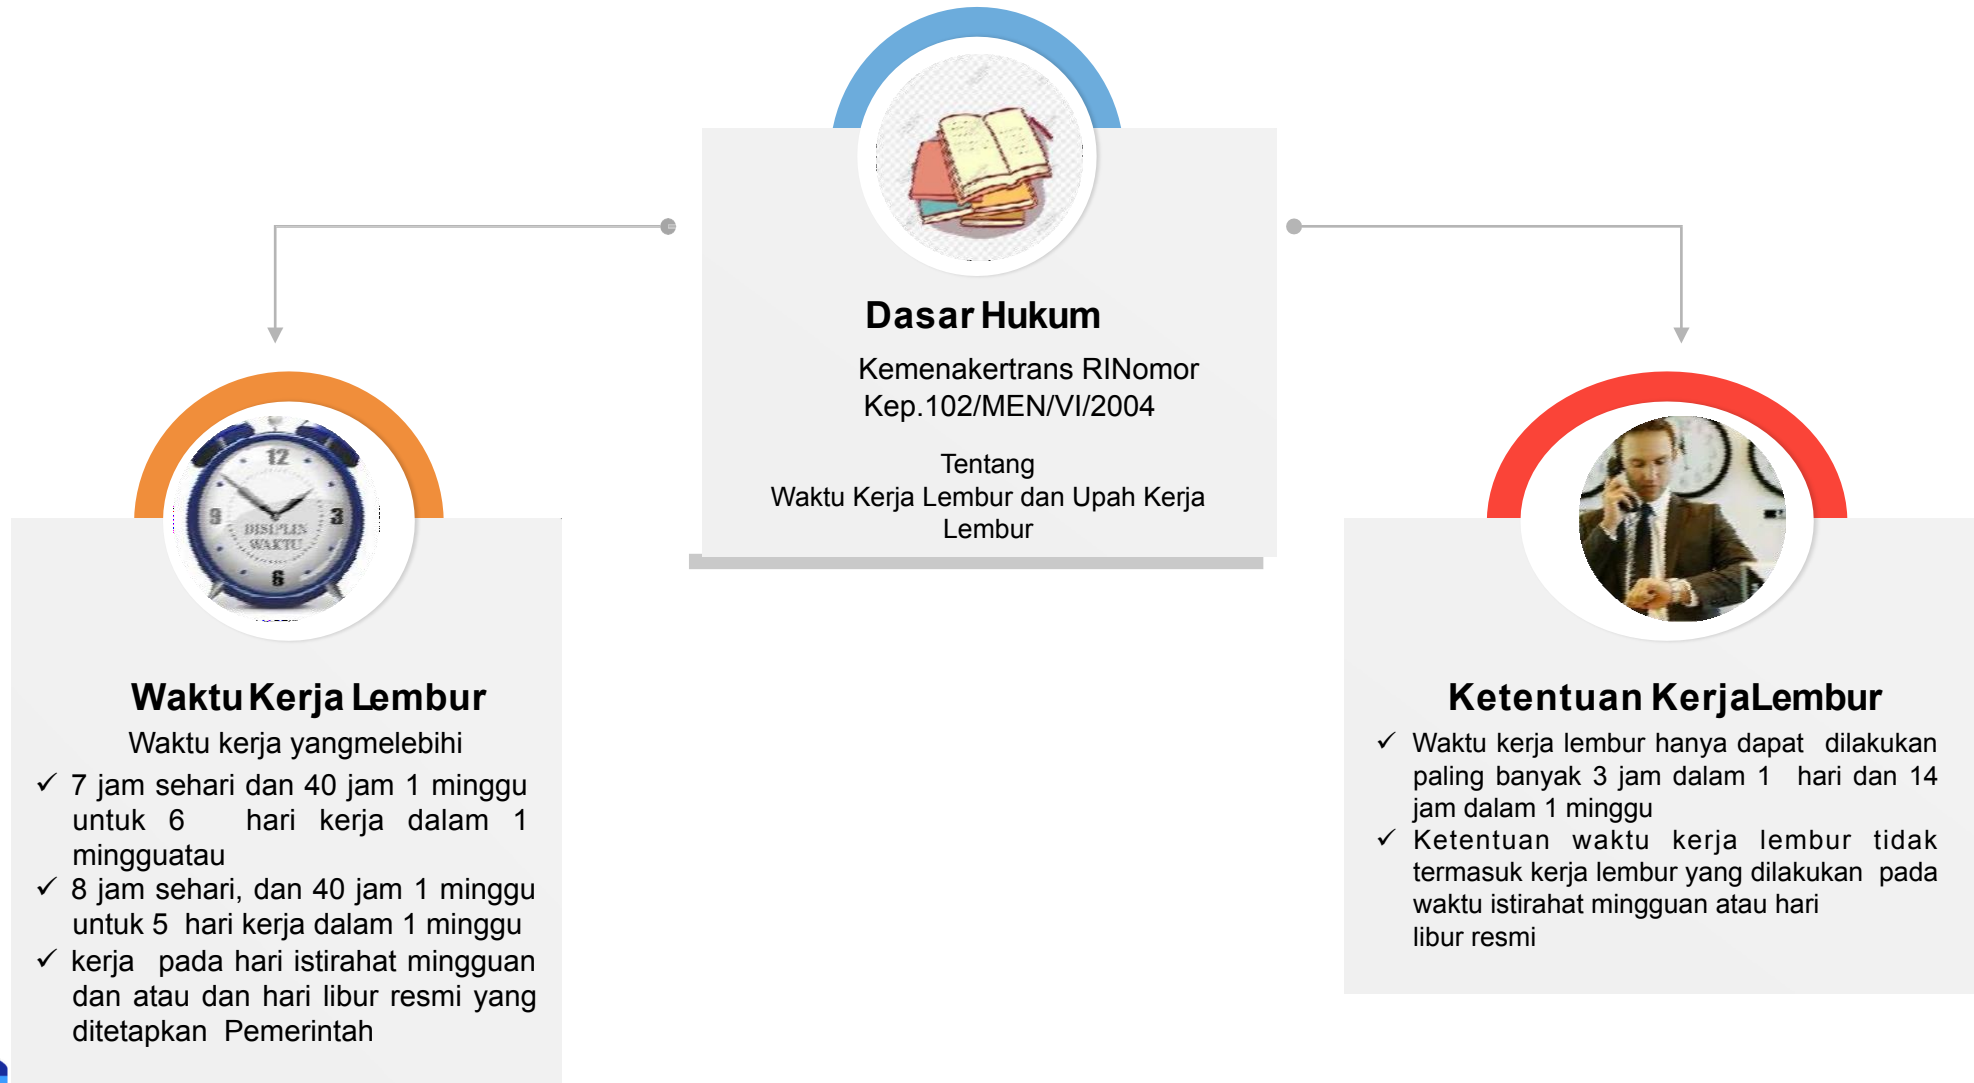 Dasar Hukum
Kemenakertrans RINomor
Kep.102/MEN/VI/2004
Tentang
Waktu Kerja Lembur dan Upah Kerja
Lembur
12
9
3
DISIPLIN
WAKTU
6
Waktu Kerja Lembur
Waktu kerja yangmelebihi
✓ 7 jam sehari dan 40 jam 1 minggu
untuk 6 hari kerja dalam 1
mingguatau
✓ 8 jam sehari, dan 40 jam 1 minggu
untuk 5 hari kerja dalam 1 minggu
✓ kerja pada hari istirahat mingguan
dan atau dan hari libur resmi yang
ditetapkan Pemerintah
Ketentuan KerjaLembur
✓ Waktu kerja lembur hanya dapat dilakukan
paling banyak 3 jam dalam 1 hari dan 14
jam dalam 1 minggu
✓ Ketentuan waktu kerja lembur tidak
termasuk kerja lembur yang dilakukan pada
waktu istirahat mingguan atau hari
libur resmi